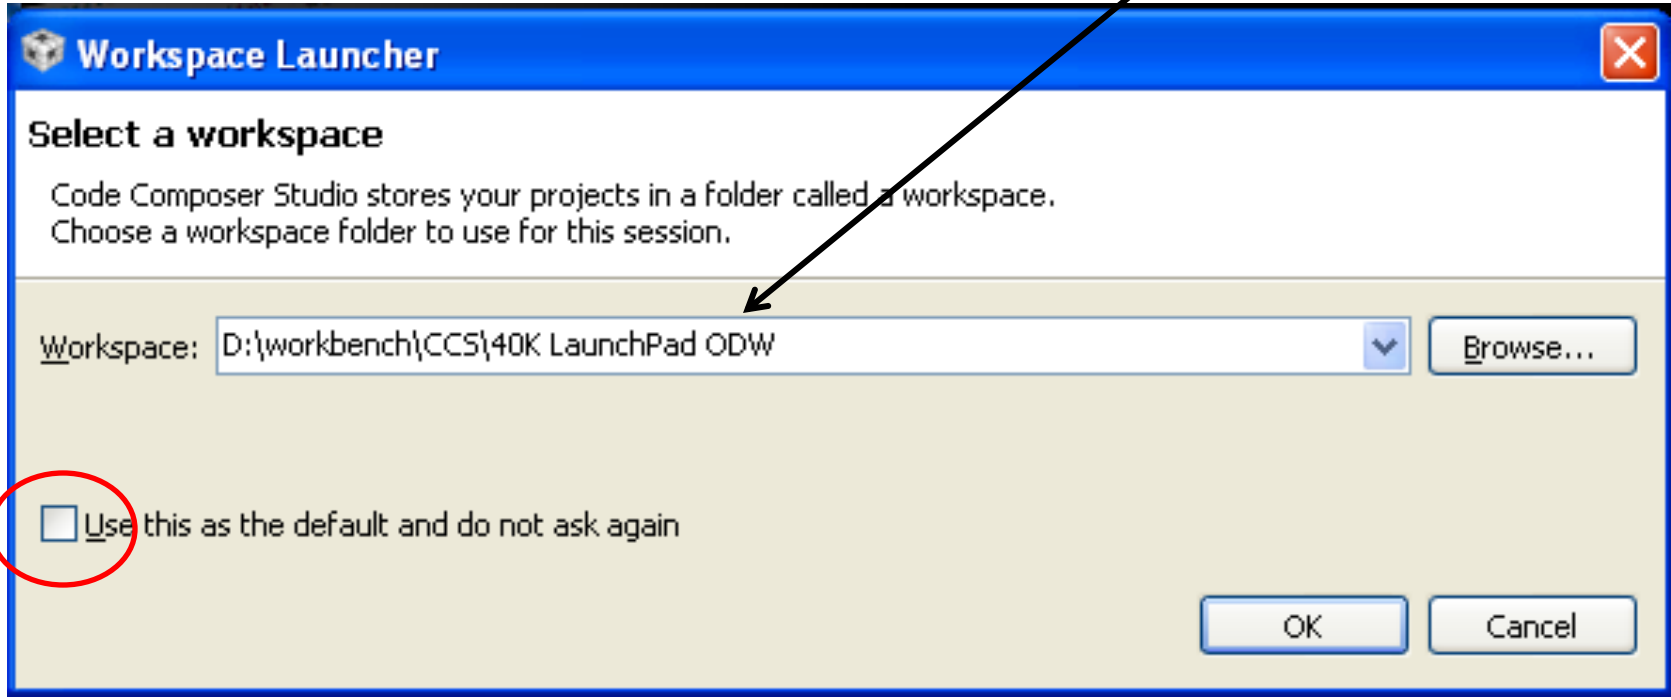 Workspace Launcher
Select a workspace
Code Composer Studio stores your projects in a folder called a workspace.
Choose a workspace folder to use for this session.
Workspace: D:\workbench\CCS\40K LaunchPad ODW Browse...
Use this as the default and do not ask again
OK Cancel